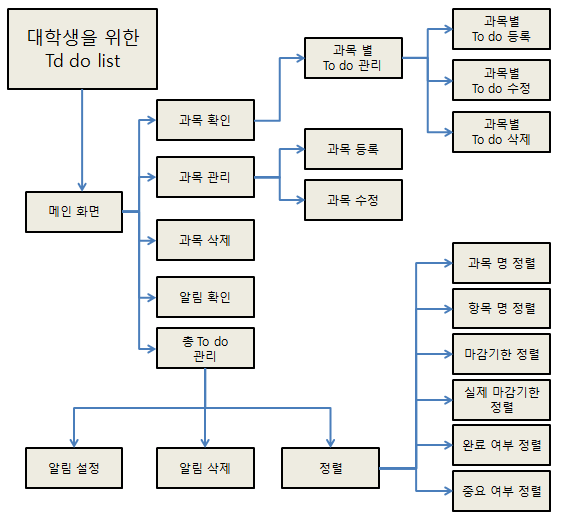 대학생을 위한
Td do list
메인 화면
과목 확인
과목 관리
과목 삭제
알림 확인
총 To do
관리
과목 별
To do 관리
과목 등록
과목 수정
과목별
To do 등록
과목별
To do 수정
과목별
To do 삭제
알림 설정
알림 삭제
정렬
과목 명 정렬
항목 명 정렬
마감기한 정렬
실제 마감기한
정렬
완료 여부 정렬
중요 여부 정렬